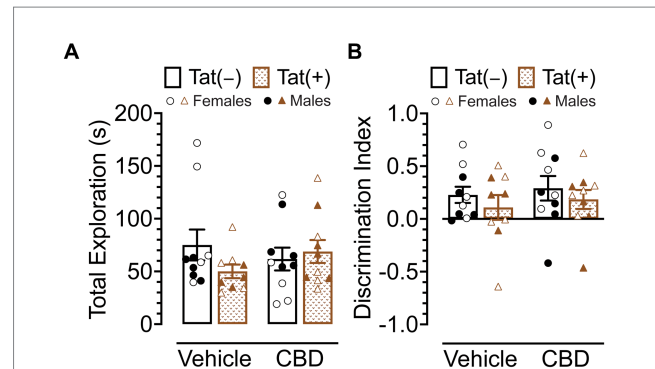 A
Tat(−) Tat(+)
○ △ Females ● ▲ Males
Total Exploration (s)
200
150
100
50
0
Vehicle CBD
B
Tat(−) Tat(+)
○ △ Females ● ▲ Males
Discrimination Index
1.0
0.5
0.0
-0.5
-1.0
Vehicle CBD